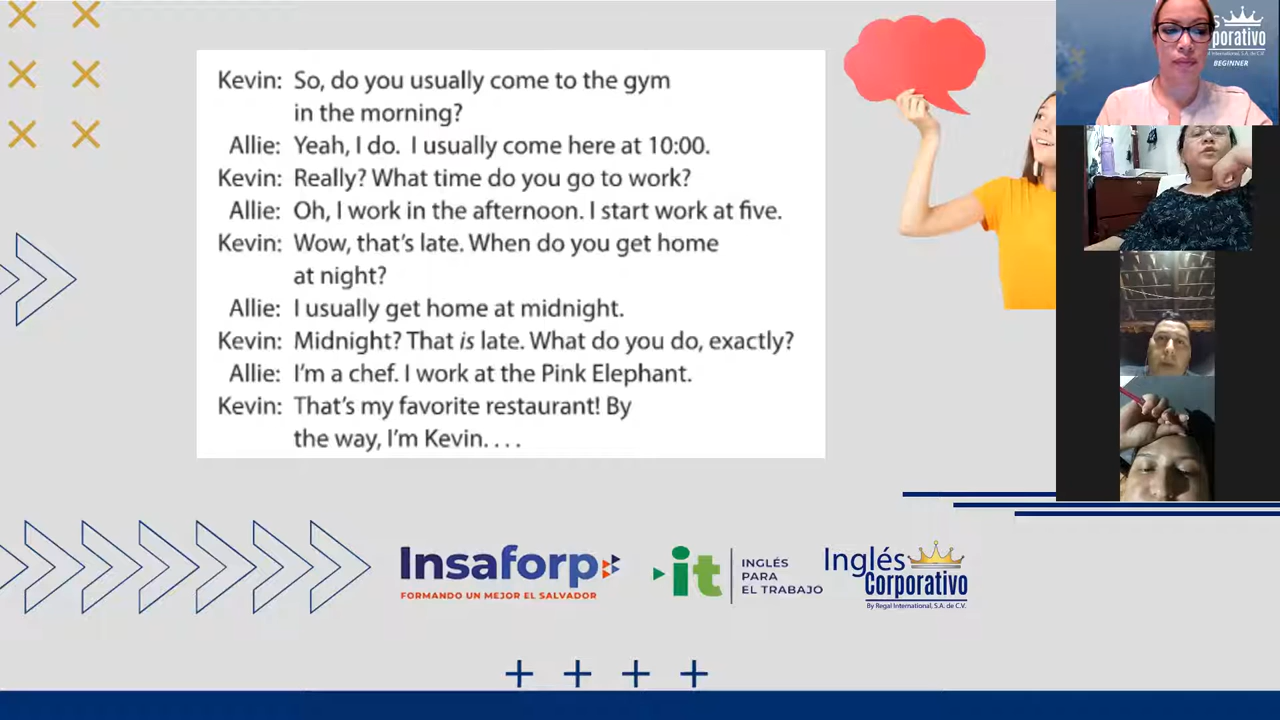 Kevin: So, do you usually come to the gym
in the morning?
Allie: Yeah, I do. I usually come here at 10:00.
Kevin: Really? What time do you go to work?
Allie: Oh, I work in the afternoon. I start work at five.
Kevin: Wow, that's late. When do you get home
at night?
Allie: I usually get home at midnight.
Kevin: Midnight? That is late. What do you do, exactly?
Allie: I'm a chef. I work at the Pink Elephant.
Kevin: That's my favorite restaurant! By
the way, I'm Kevin. . . .
Insaforp
FORMANDO UN MEJOR EL SALVADOR
it
INGLÉS
PARA
EL TRABAJO
Inglés
Corporativo
By Regal International, S.A. de C.V.
BEGINNER